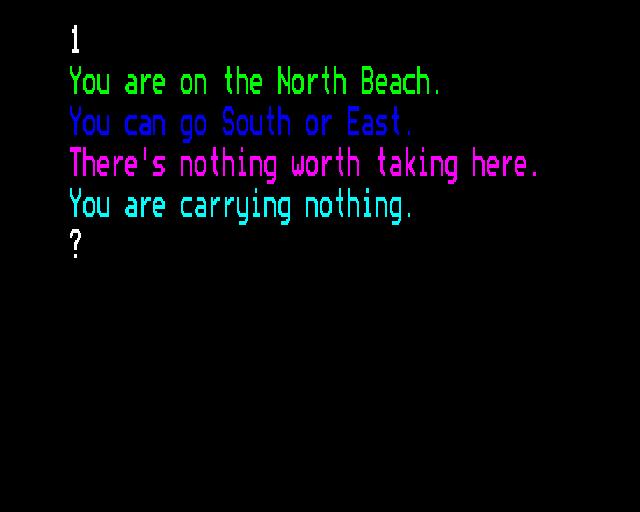 1
You are on the North Beach.
You can go South or East.
There's nothing worth taking here.
You are carrying nothing.
?